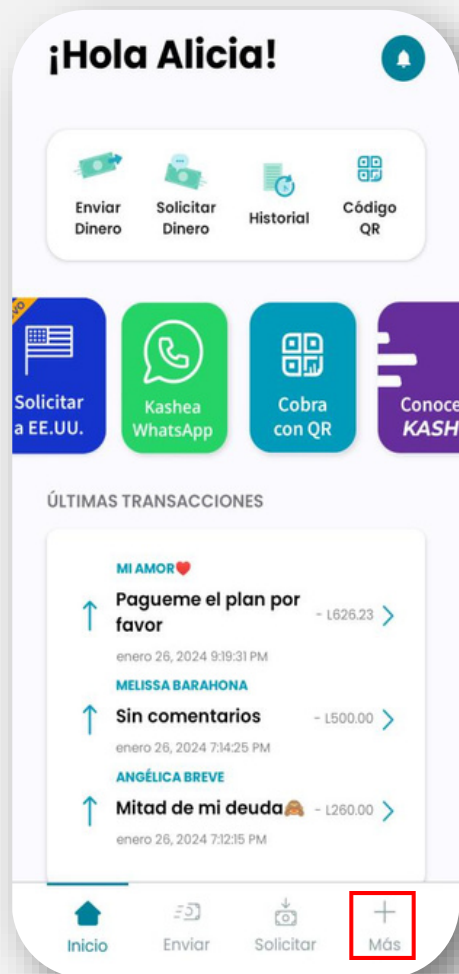 ¡Hola Alicia!
Enviar
Dinero
Solicitar
Dinero
Historial
Código
QR
VO
Solicitar
a EE.UU.
Kashea
WhatsApp
Cobra
con QR
Conoce
KASH
ÚLTIMAS TRANSACCIONES
MI AMOR❤️
Pagueme el plan por
favor
- L626.23
enero 26, 2024 9:19:31 PM
MELISSA BARAHONA
Sin comentarios
- L500.00
enero 26, 2024 7:14:25 PM
ANGÉLICA BREVE
Mitad de mi deuda🙈
- L260.00
enero 26, 2024 7:12:15 PM
Inicio
Enviar
Solicitar
Más